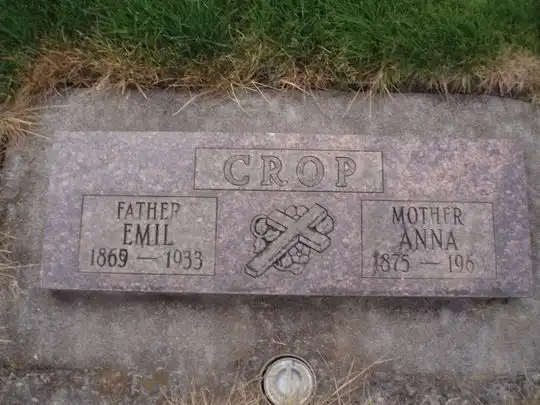 CROP
FATHER
EMIL
1869 — 1933
MOTHER
ANNA
1875 —